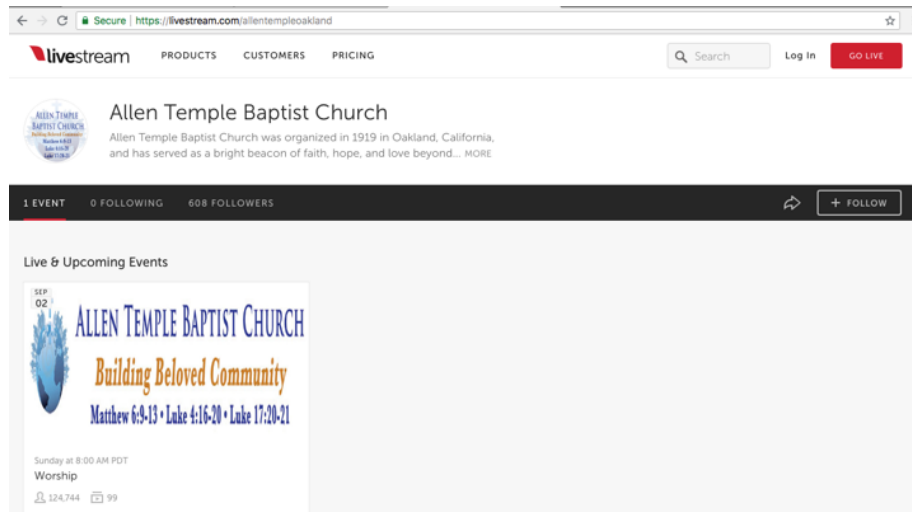 Secure | https://livestream.com/allentempleoakland
livestream PRODUCTS CUSTOMERS PRICING Search Log In GO LIVE
ALLEN TEMPLE
BAPTIST CHURCH
Allen Temple Baptist Church
Allen Temple Baptist Church was organized in 1919 in Oakland, California,
and has served as a bright beacon of faith, hope, and love beyond... MORE
1 EVENT 0 FOLLOWING 608 FOLLOWERS + FOLLOW
Live & Upcoming Events
SEP
02
ALLEN TEMPLE BAPTIST CHURCH
Building Beloved Community
Matthew 6:9-13 • Luke 4:16-20 • Luke 17:20-21
Sunday at 8:00 AM PDT
Worship
124,744 99